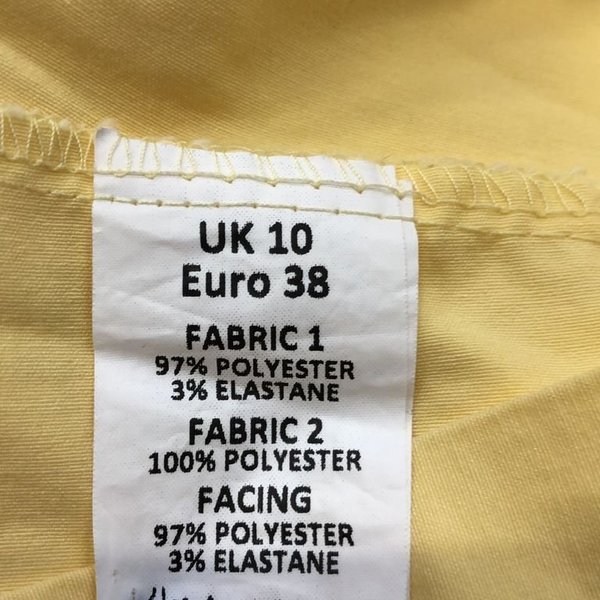 UK 10
Euro 38
FABRIC 1
97% POLYESTER
3% ELASTANE
FABRIC 2
100% POLYESTER
FACING
97% POLYESTER
3% ELASTANE